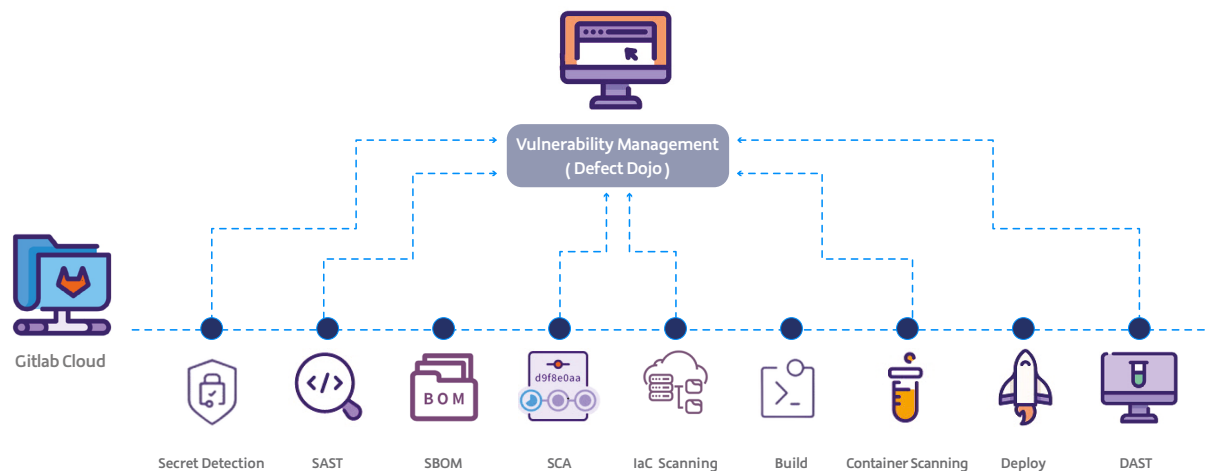 Vulnerability Management
( Defect Dojo )
Gitlab Cloud
d9f8e0aa
</>
BOM
>_
Secret Detection
SAST
SBOM
SCA
IaC Scanning
Build
Container Scanning
Deploy
DAST